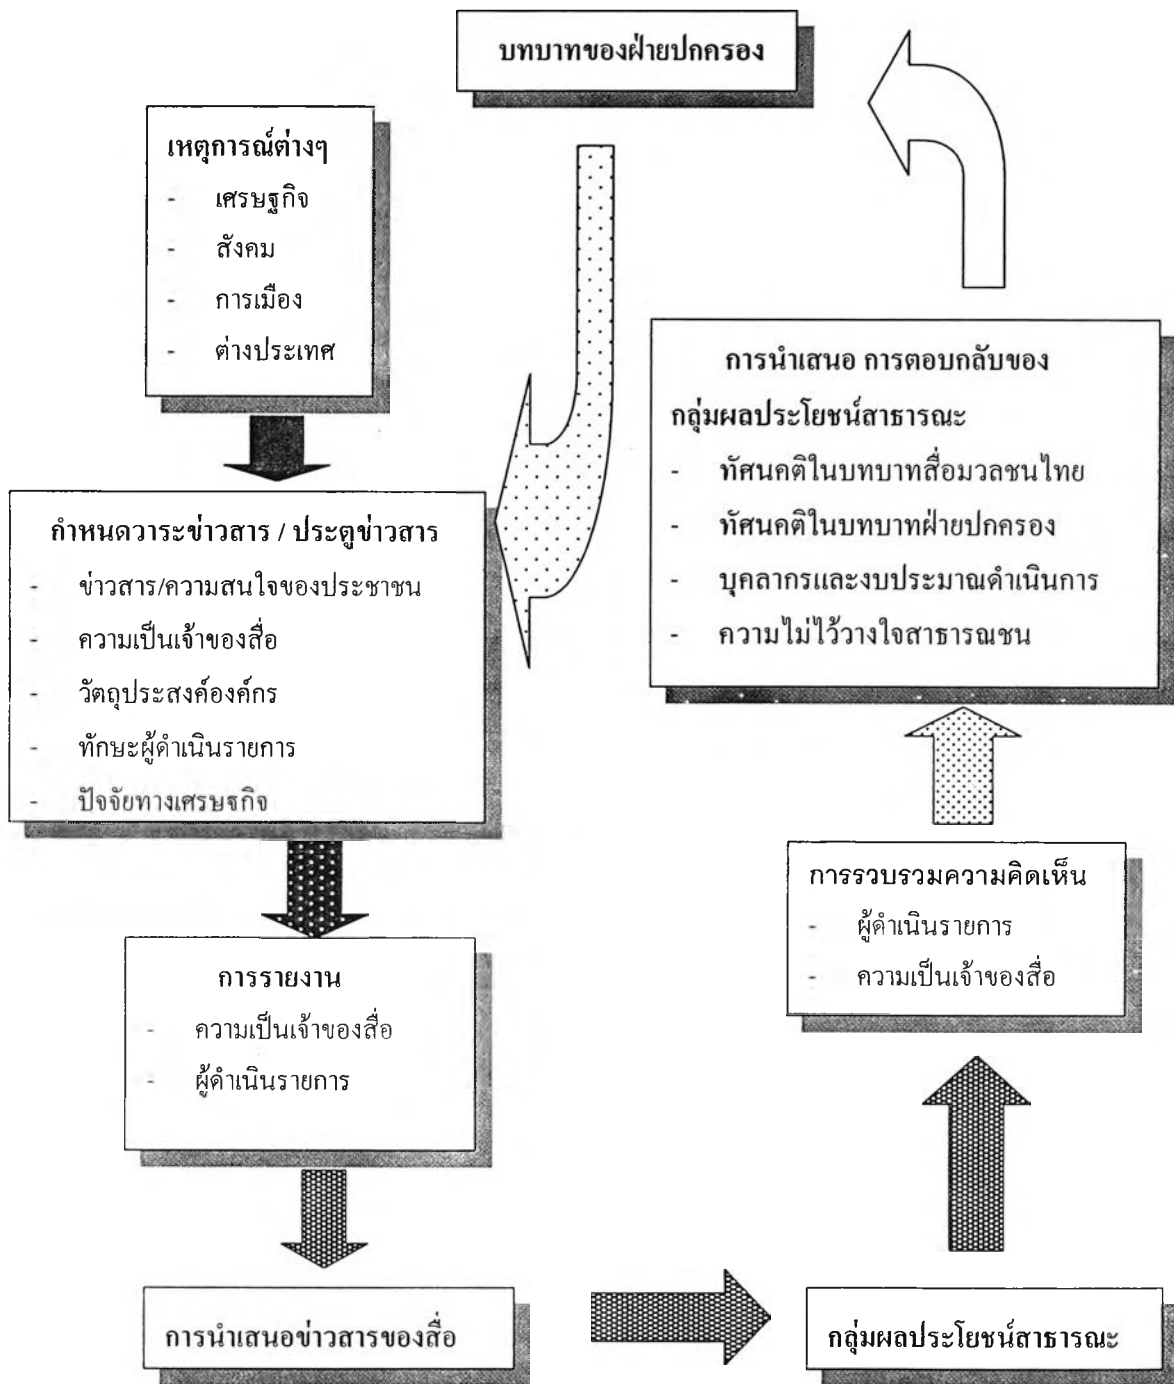 บทบาทของฝ่ายปกครอง
เหตุการณ์ต่างๆ
- เศรษฐกิจ
- สังคม
- การเมือง
- ต่างประเทศ
กำหนดวาระข่าวสาร / ประตูข่าวสาร
- ข่าวสาร/ความสนใจของประชาชน
- ความเป็นเจ้าของสื่อ
- วัตถุประสงค์องค์กร
- ทักษะผู้ดำเนินรายการ
- ปัจจัยทางเศรษฐกิจ
การรายงาน
- ความเป็นเจ้าของสื่อ
- ผู้ดำเนินรายการ
การนำเสนอข่าวสารของสื่อ
กลุ่มผลประโยชน์สาธารณะ
การรวบรวมความคิดเห็น
- ผู้ดำเนินรายการ
- ความเป็นเจ้าของสื่อ
การนำเสนอ การตอบกลับของ
กลุ่มผลประโยชน์สาธารณะ
- ทัศนคติในบทบาทสื่อมวลชนไทย
- ทัศนคติในบทบาทฝ่ายปกครอง
- บุคลากรและงบประมาณดำเนินการ
- ความไม่ไว้วางใจสาธารณชน